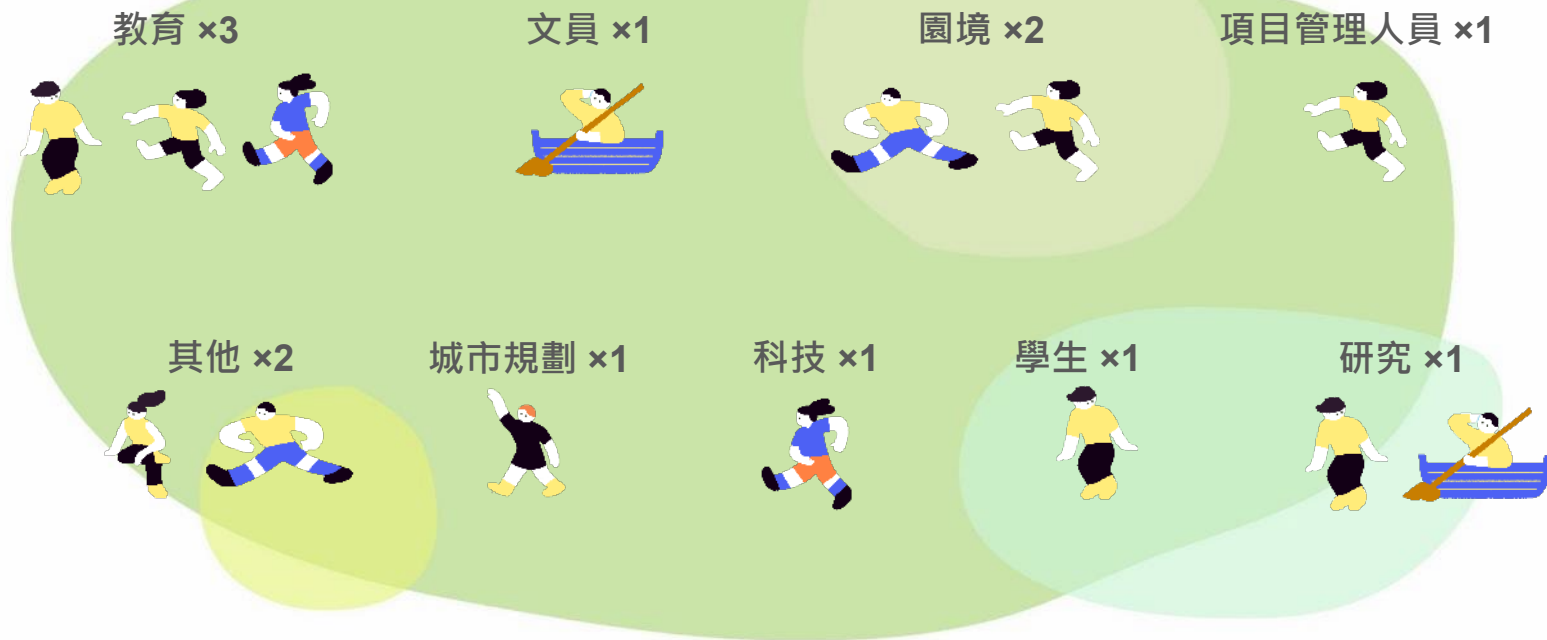 教育 ×3
文員 ×1
園境 ×2
項目管理人員 ×1
其他 ×2
城市規劃 ×1
科技 ×1
學生 ×1
研究 ×1